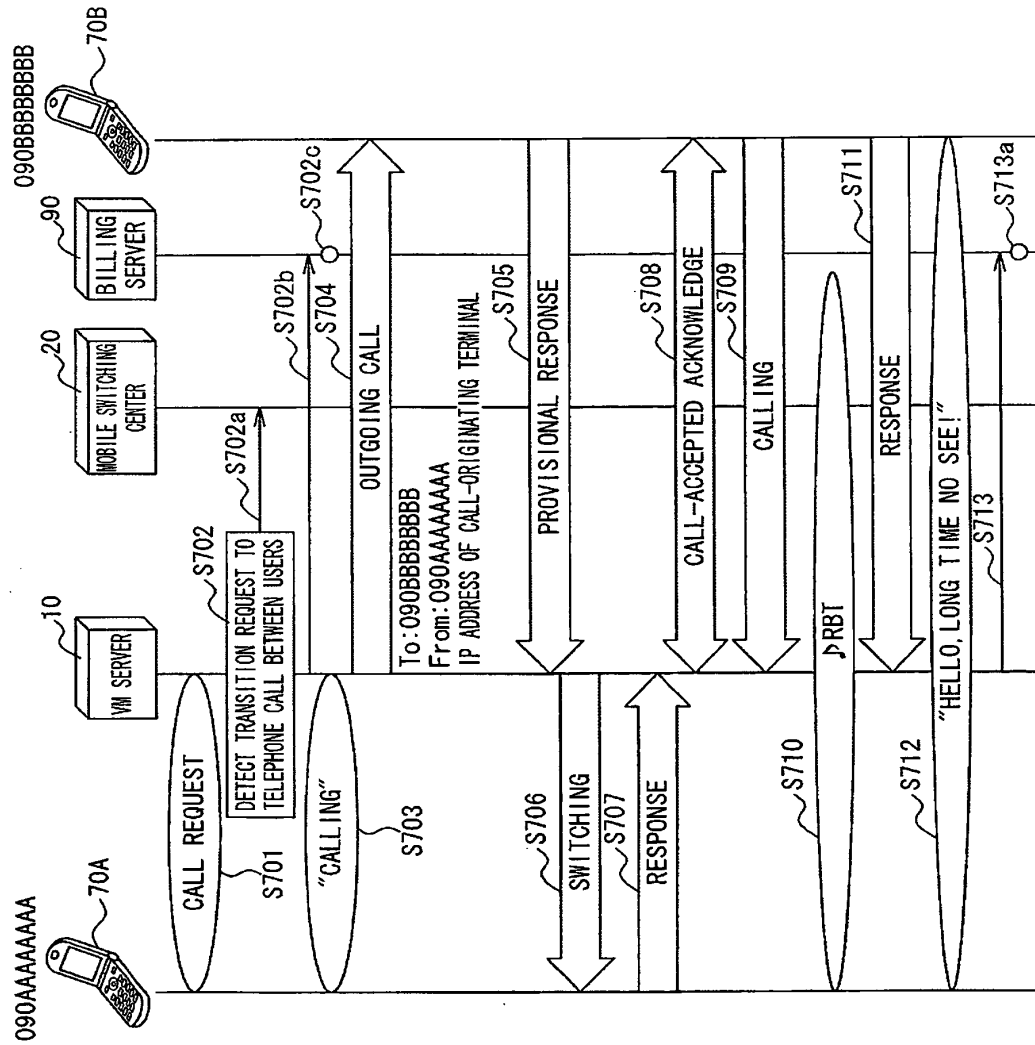 090AAAAAAAA
70A
10
VM SERVER
20
MOBILE SWITCHING
CENTER
90
BILLING
SERVER
090BBBBBBBB
70B
CALL REQUEST
S701
S702
DETECT TRANSITION REQUEST TO
TELEPHONE CALL BETWEEN USERS
S702a
"CALLING"
S703
S702b
S702c
S704
OUTGOING CALL
To:090BBBBBBBB
From:090AAAAAAAA
IP ADDRESS OF CALL-ORIGINATING TERMINAL
S705
PROVISIONAL RESPONSE
S706
SWITCHING
S707
RESPONSE
S708
CALL-ACCEPTED ACKNOWLEDGE
S709
CALLING
S710
♪RBT
S711
RESPONSE
S712
"HELLO, LONG TIME NO SEE!"
S713
S713a